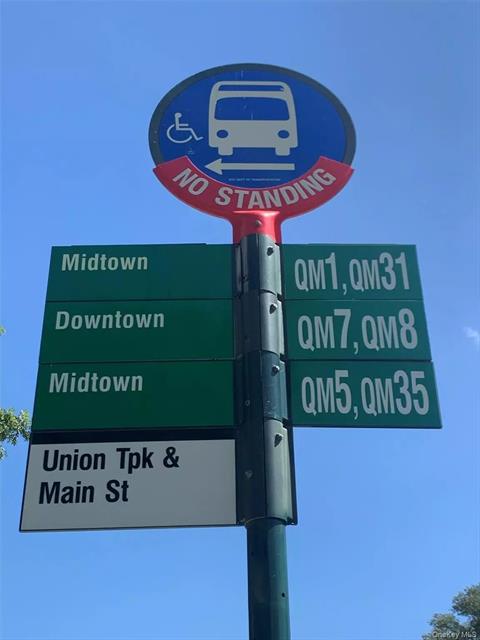 NO STANDING
Midtown
QM1, QM31
Downtown
QM7, QM8
Midtown
QM5, QM35
Union Tpk &
Main St
OneKey MLS